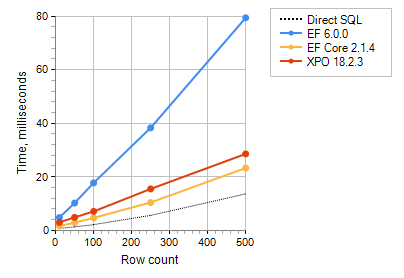 Direct SQL
EF 6.0.0
EF Core 2.1.4
XPO 18.2.3
Time, milliseconds
80
60
40
20
0
0 100 200 300 400 500
Row count